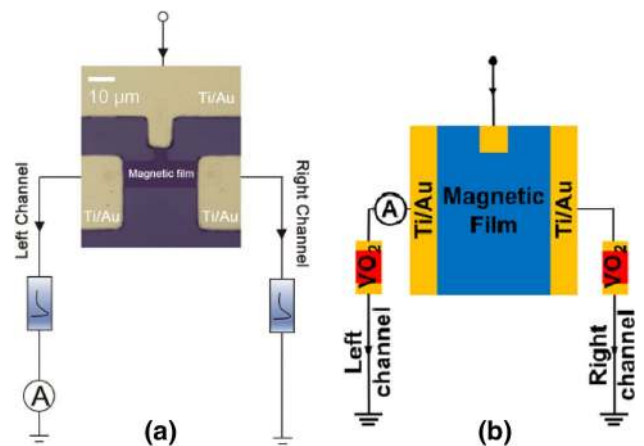 10 μm
Ti/Au
Magnetic film
Ti/Au
Ti/Au
Left Channel
Right Channel
A
(a)
Ti/Au
Magnetic
Film
Ti/Au
A
VO2
VO2
Left
channel
Right
channel
(b)